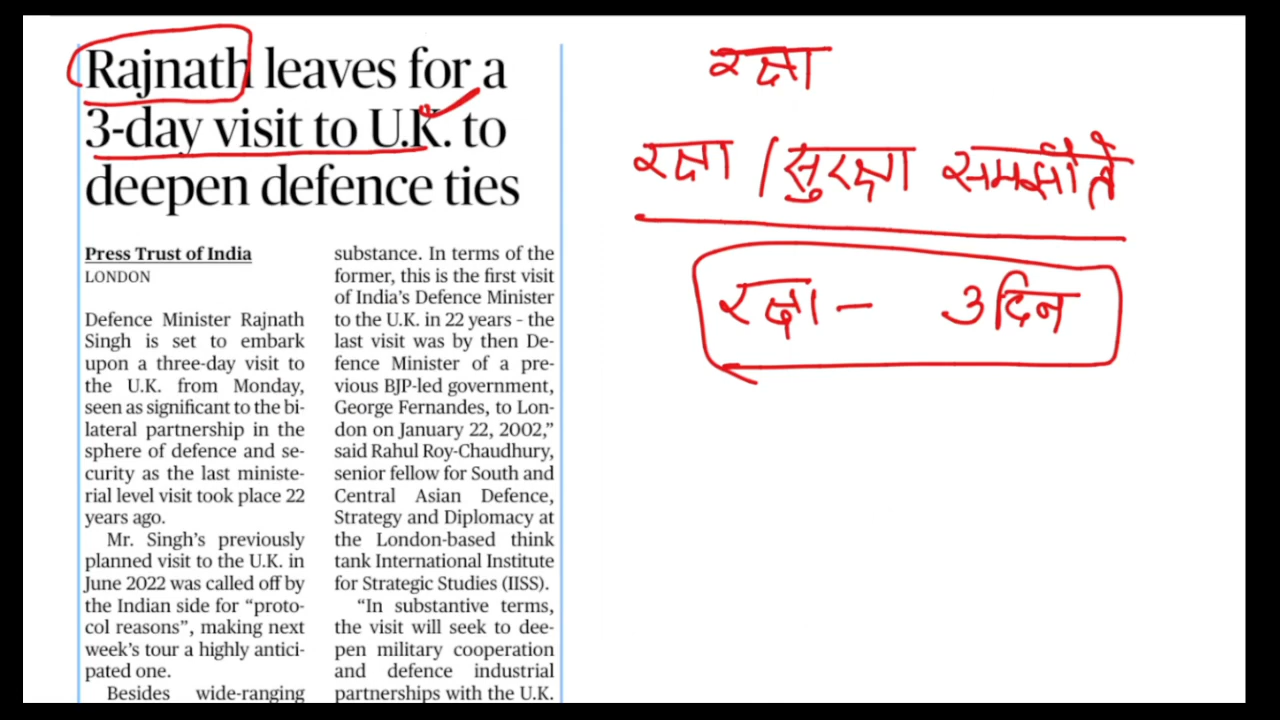 Rajnath leaves for a
3-day visit to U.K. to
deepen defence ties
Press Trust of India
LONDON
Defence Minister Rajnath
Singh is set to embark
upon a three-day visit to
the U.K. from Monday,
seen as significant to the bi-
lateral partnership in the
sphere of defence and se-
curity as the last ministe-
rial level visit took place 22
years ago.
Mr. Singh's previously
planned visit to the U.K. in
June 2022 was called off by
the Indian side for “proto-
col reasons”, making next
week's tour a highly antici-
pated one.
Besides wide-ranging
substance. In terms of the
former, this is the first visit
of India's Defence Minister
to the U.K. in 22 years - the
last visit was by then De-
fence Minister of a pre-
vious BJP-led government,
George Fernandes, to Lon-
don on January 22, 2002,”
said Rahul Roy-Chaudhury,
senior fellow for South and
Central Asian Defence,
Strategy and Diplomacy at
the London-based think
tank International Institute
for Strategic Studies (IISS).
“In substantive terms,
the visit will seek to dee-
pen military cooperation
and defence industrial
partnerships with the U.K.
रक्षा
रक्षा / सुरक्षा समझौते
रक्षा - 3 दिन